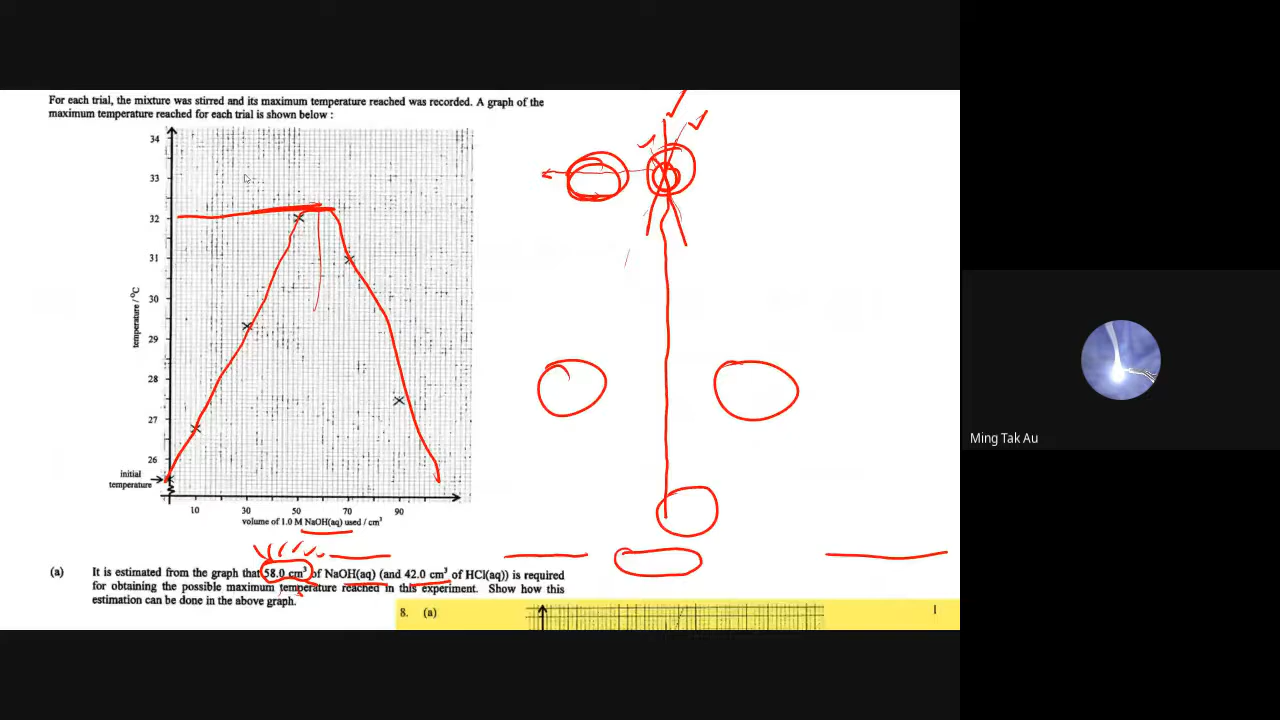 For each trial, the mixture was stirred and its maximum temperature reached was recorded. A graph of the
maximum temperature reached for each trial is shown below :
34
33
32
31
30
29
28
27
26
temperature / °C
initial
temperature
10 30 50 70 90
volume of 1.0 M NaOH(aq) used / cm³
(a) It is estimated from the graph that 58.0 cm³ of NaOH(aq) (and 42.0 cm³ of HCl(aq)) is required
for obtaining the possible maximum temperature reached in this experiment. Show how this
estimation can be done in the above graph.
8. (a) 1
Ming Tak Au